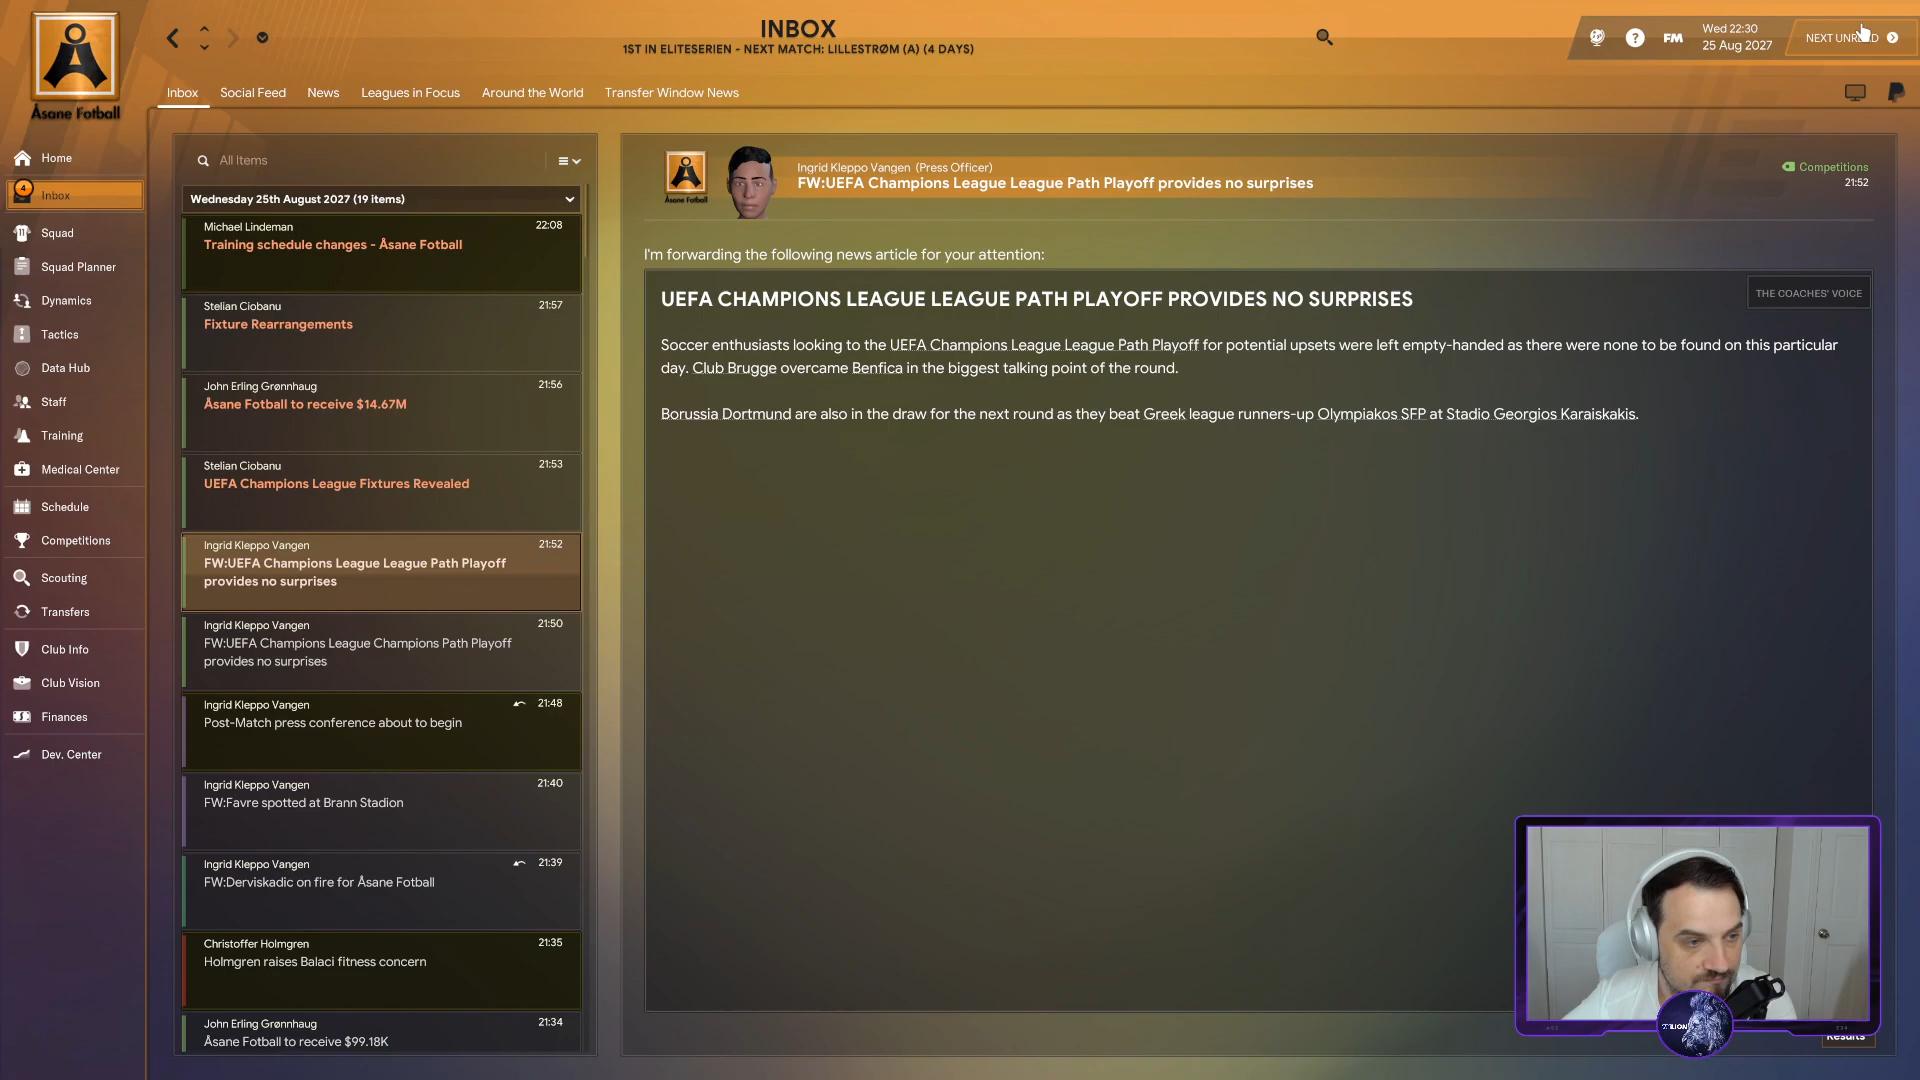 INBOX
1ST IN ELITESERIEN - NEXT MATCH: LILLESTRØM (A) (4 DAYS)
FM
Wed 22:30
25 Aug 2027
Åsane Fotball
Inbox
Social Feed
News
Leagues in Focus
Around the World
Transfer Window News
Home
4
Inbox
Squad
Squad Planner
Dynamics
Tactics
Data Hub
Staff
Training
Medical Center
Schedule
Competitions
Scouting
Transfers
Club Info
Club Vision
Finances
Dev. Center
All Items
Wednesday 25th August 2027 (19 items)
Michael Lindeman 22:08
Training schedule changes - Åsane Fotball
Stelian Ciobanu 21:57
Fixture Rearrangements
John Erling Grønnhaug 21:56
Åsane Fotball to receive $14.67M
Stelian Ciobanu 21:53
UEFA Champions League Fixtures Revealed
Ingrid Kleppo Vangen 21:52
FW:UEFA Champions League League Path Playoff
provides no surprises
Ingrid Kleppo Vangen 21:50
FW:UEFA Champions League Champions Path Playoff
provides no surprises
Ingrid Kleppo Vangen 21:48
Post-Match press conference about to begin
Ingrid Kleppo Vangen 21:40
FW:Favre spotted at Brann Stadion
Ingrid Kleppo Vangen 21:39
FW:Derviskadic on fire for Åsane Fotball
Christoffer Holmgren 21:35
Holmgren raises Balaci fitness concern
John Erling Grønnhaug 21:34
Åsane Fotball to receive $99.18K
Åsane Fotball
Ingrid Kleppo Vangen (Press Officer)
FW:UEFA Champions League League Path Playoff provides no surprises
Competitions
21:52
I'm forwarding the following news article for your attention:
UEFA CHAMPIONS LEAGUE LEAGUE PATH PLAYOFF PROVIDES NO SURPRISES
THE COACHES' VOICE
Soccer enthusiasts looking to the UEFA Champions League League Path Playoff for potential upsets were left empty-handed as there were none to be found on this particular
day. Club Brugge overcame Benfica in the biggest talking point of the round.
Borussia Dortmund are also in the draw for the next round as they beat Greek league runners-up Olympiakos SFP at Stadio Georgios Karaiskakis.
Results